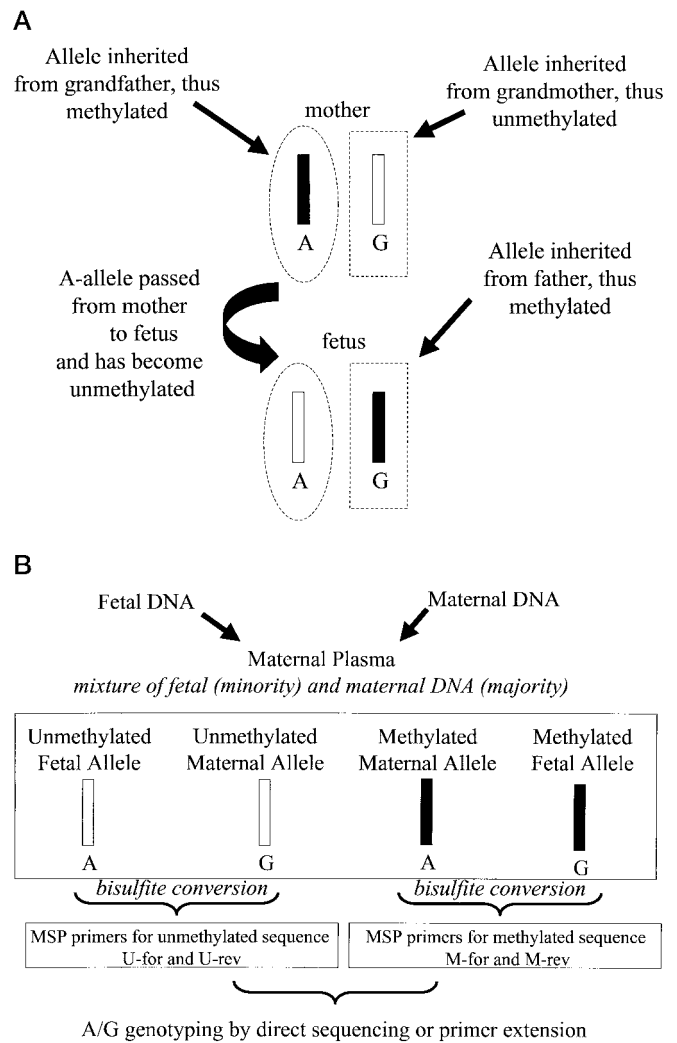 A
Allele inherited
from grandfather, thus
methylated
Allele inherited
from grandmother, thus
unmethylated
mother
A
G
A-allele passed
from mother
to fetus
and has become
unmethylated
Allele inherited
from father, thus
methylated
fetus
A
G
B
Fetal DNA
Maternal DNA
Maternal Plasma
mixture of fetal (minority) and maternal DNA (majority)
Unmethylated
Fetal Allele
Unmethylated
Maternal Allele
Methylated
Maternal Allele
Methylated
Fetal Allele
A
G
A
G
bisulfite conversion
bisulfite conversion
MSP primers for unmethylated sequence
U-for and U-rev
MSP primers for methylated sequence
M-for and M-rev
A/G genotyping by direct sequencing or primer extension